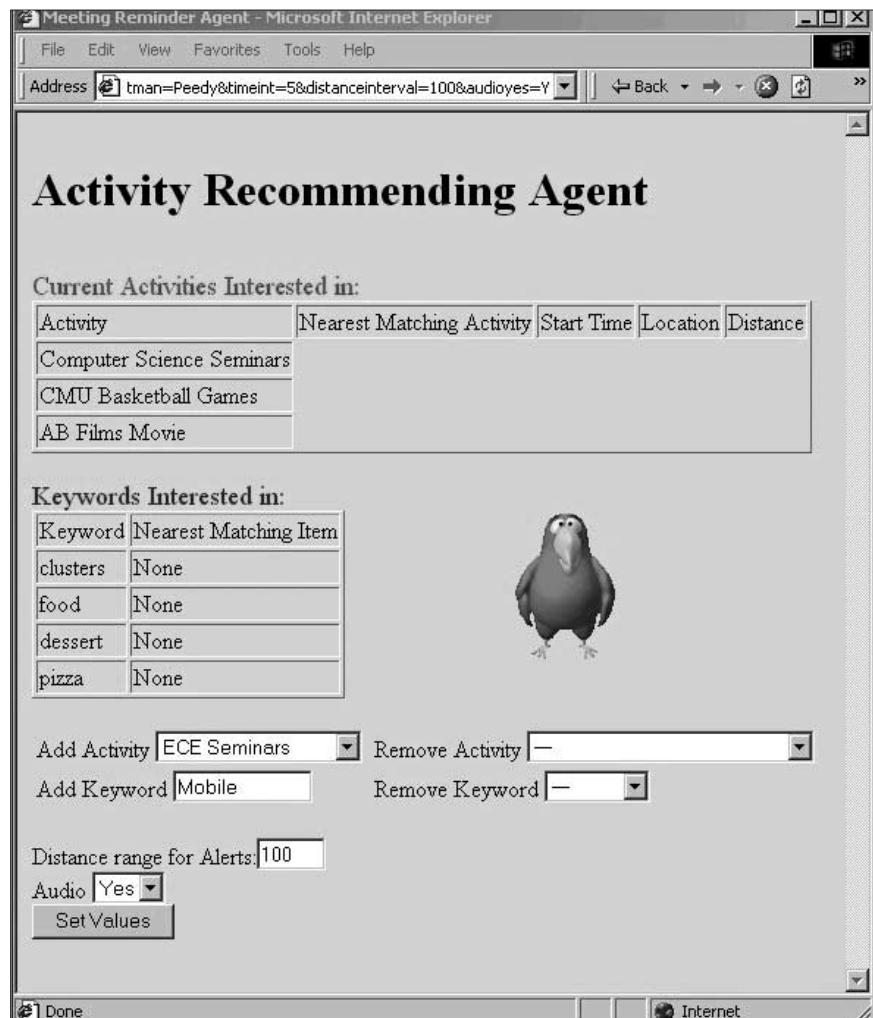 Meeting Reminder Agent - Microsoft Internet Explorer
File Edit View Favorites Tools Help
Address tman=Peedy&timeint=5&distanceinterval=100&audioyes=Y Back »
Activity Recommending Agent
Current Activities Interested in:
Activity Nearest Matching Activity Start Time Location Distance
Computer Science Seminars
CMU Basketball Games
AB Films Movie
Keywords Interested in:
Keyword Nearest Matching Item
clusters None
food None
dessert None
pizza None
Add Activity ECE Seminars Remove Activity —
Add Keyword Mobile Remove Keyword —
Distance range for Alerts: 100
Audio Yes
Set Values
Done Internet